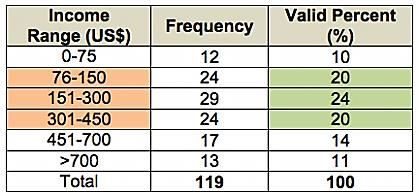 Income Range (US$) Frequency Valid Percent (%)
0-75 12 10
76-150 24 20
151-300 29 24
301-450 24 20
451-700 17 14
>700 13 11
Total 119 100